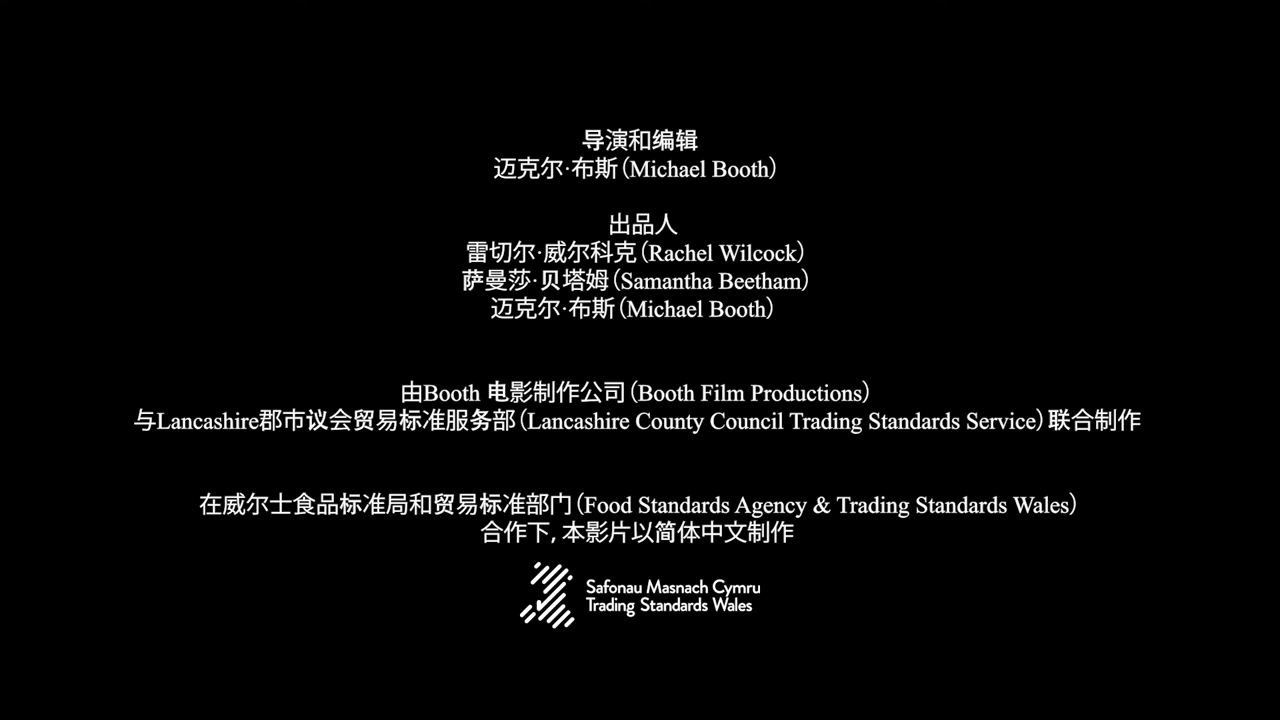 导演和编辑
迈克尔·布斯（Michael Booth）
出品人
雷切尔·威尔科克（Rachel Wilcock）
萨曼莎·贝塔姆（Samantha Beetham）
迈克尔·布斯（Michael Booth）
由Booth 电影制作公司（Booth Film Productions）
与Lancashire郡市议会贸易标准服务部（Lancashire County Council Trading Standards Service）联合制作
在威尔士食品标准局和贸易标准部门（Food Standards Agency & Trading Standards Wales）
合作下, 本影片以简体中文制作
Safonau Masnach Cymru
Trading Standards Wales